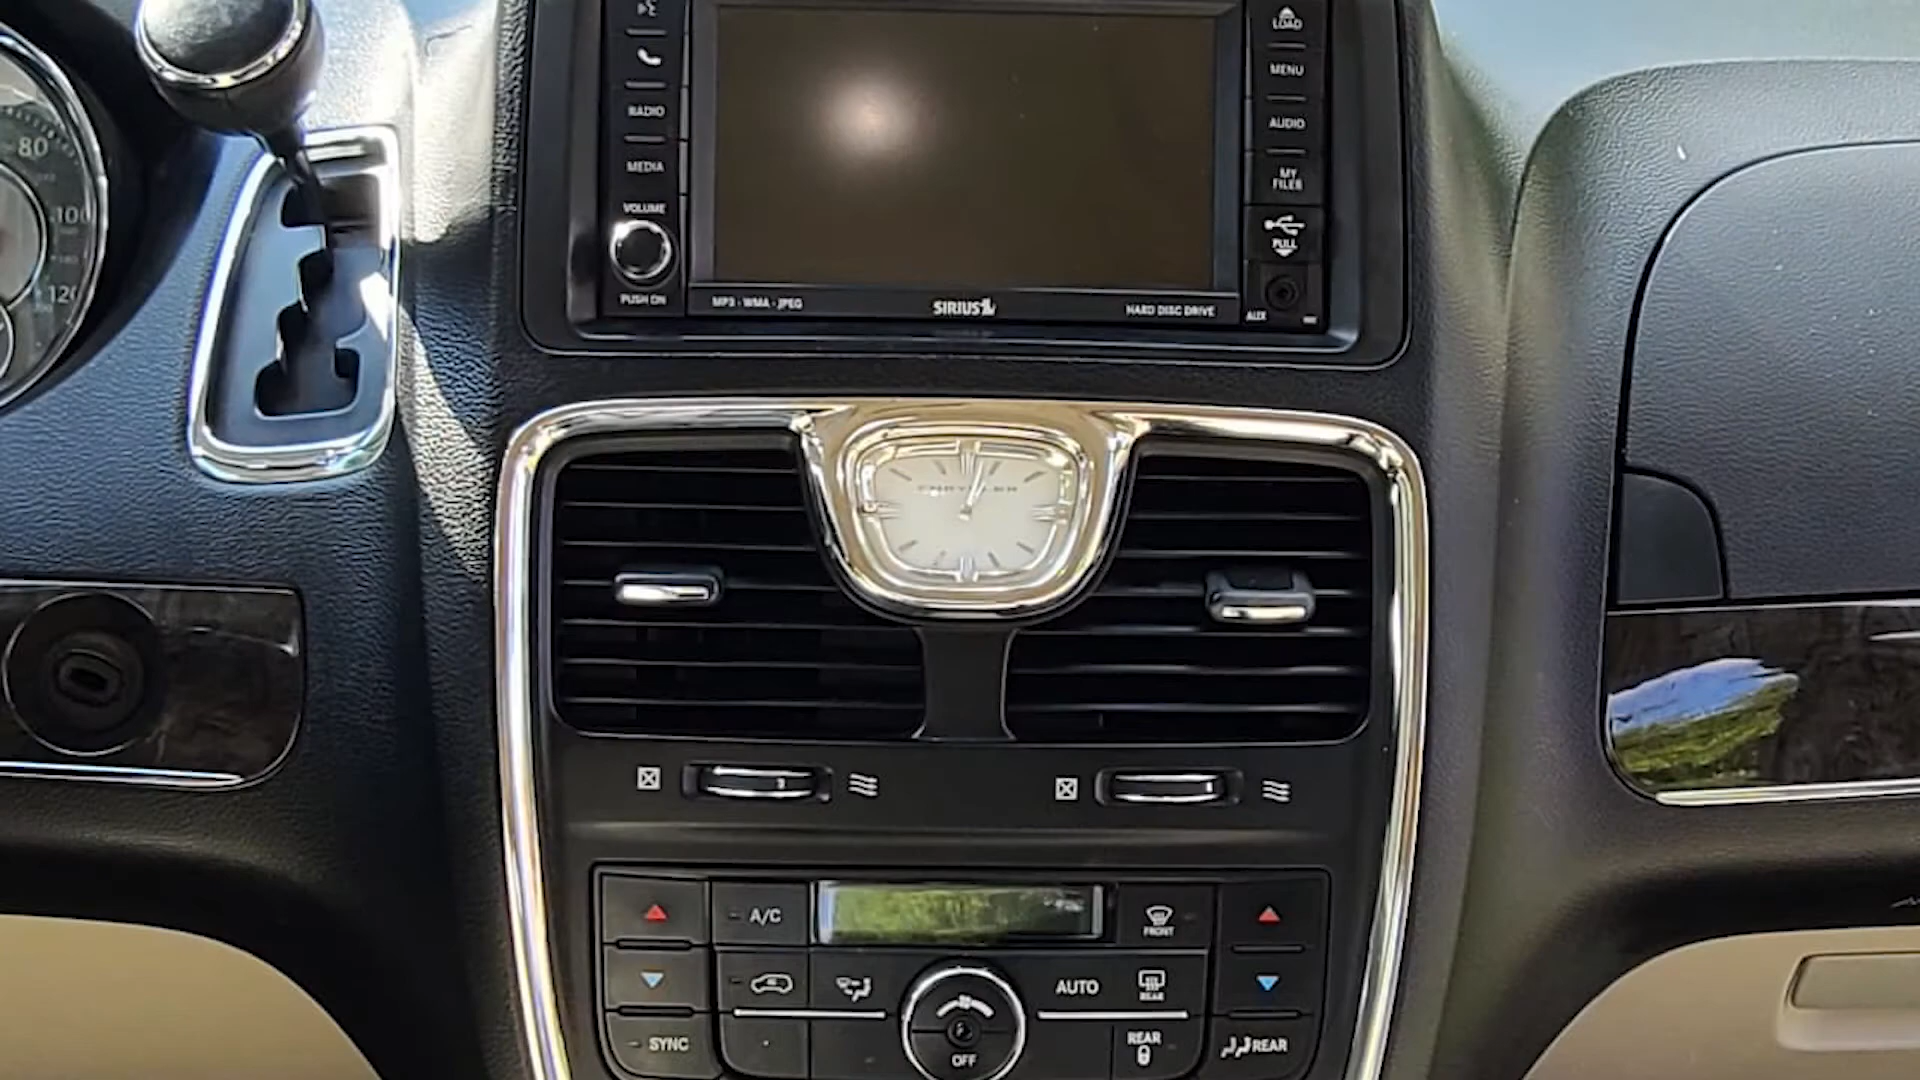 LOAD
MENU
AUDIO
MY
FILES
PULL
AUX
RADIO
MEDIA
VOLUME
PUSH ON
MP3 · WMA · JPEG
SIRIUS
HARD DISC DRIVE
80
100
120
CHRYSLER
A/C
FRONT
AUTO
REAR
SYNC
OFF
REAR
REAR